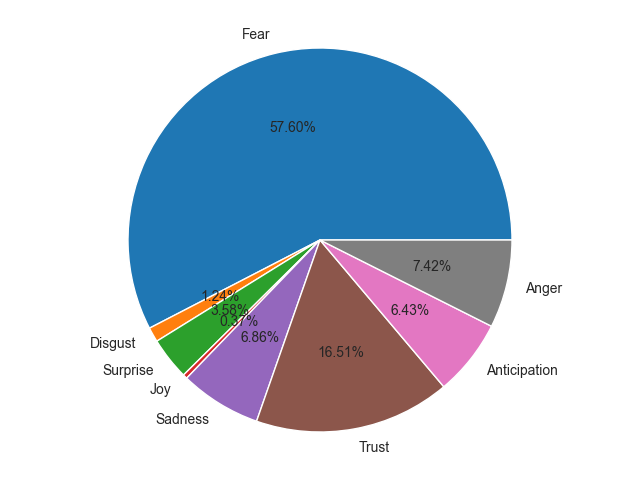 Fear
57.60%
Disgust
1.24%
Surprise
3.58%
Joy
0.37%
Sadness
6.86%
Trust
16.51%
Anticipation
6.43%
Anger
7.42%